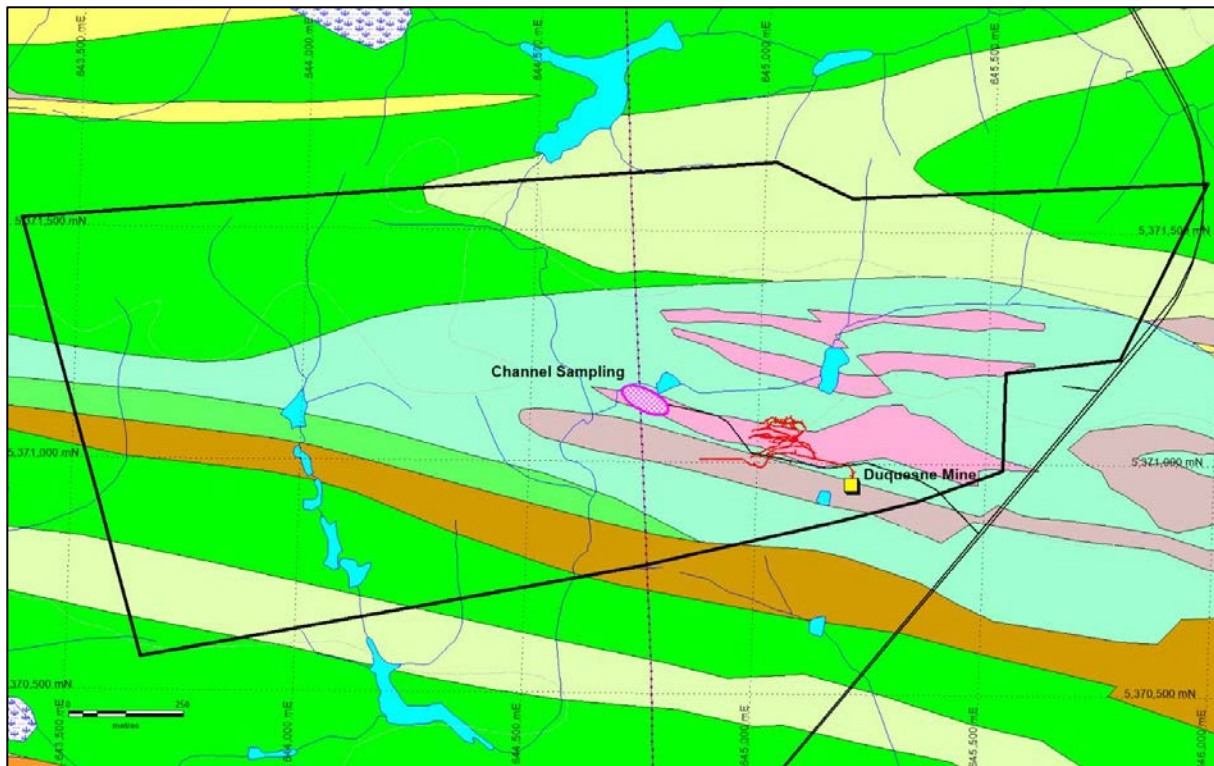 643,500 mE
644,000 mE
644,500 mE
645,000 mE
645,500 mE
5,371,500 mN
5,371,500 mN
Channel Sampling
5,371,000 mN
5,371,000 mN
Duquesne Mine
5,370,500 mN
,370,500 mN
0
250
metres
643,500 mE
644,000 mE
644,500 mE
645,000 mE
645,500 mE
646,000 mE